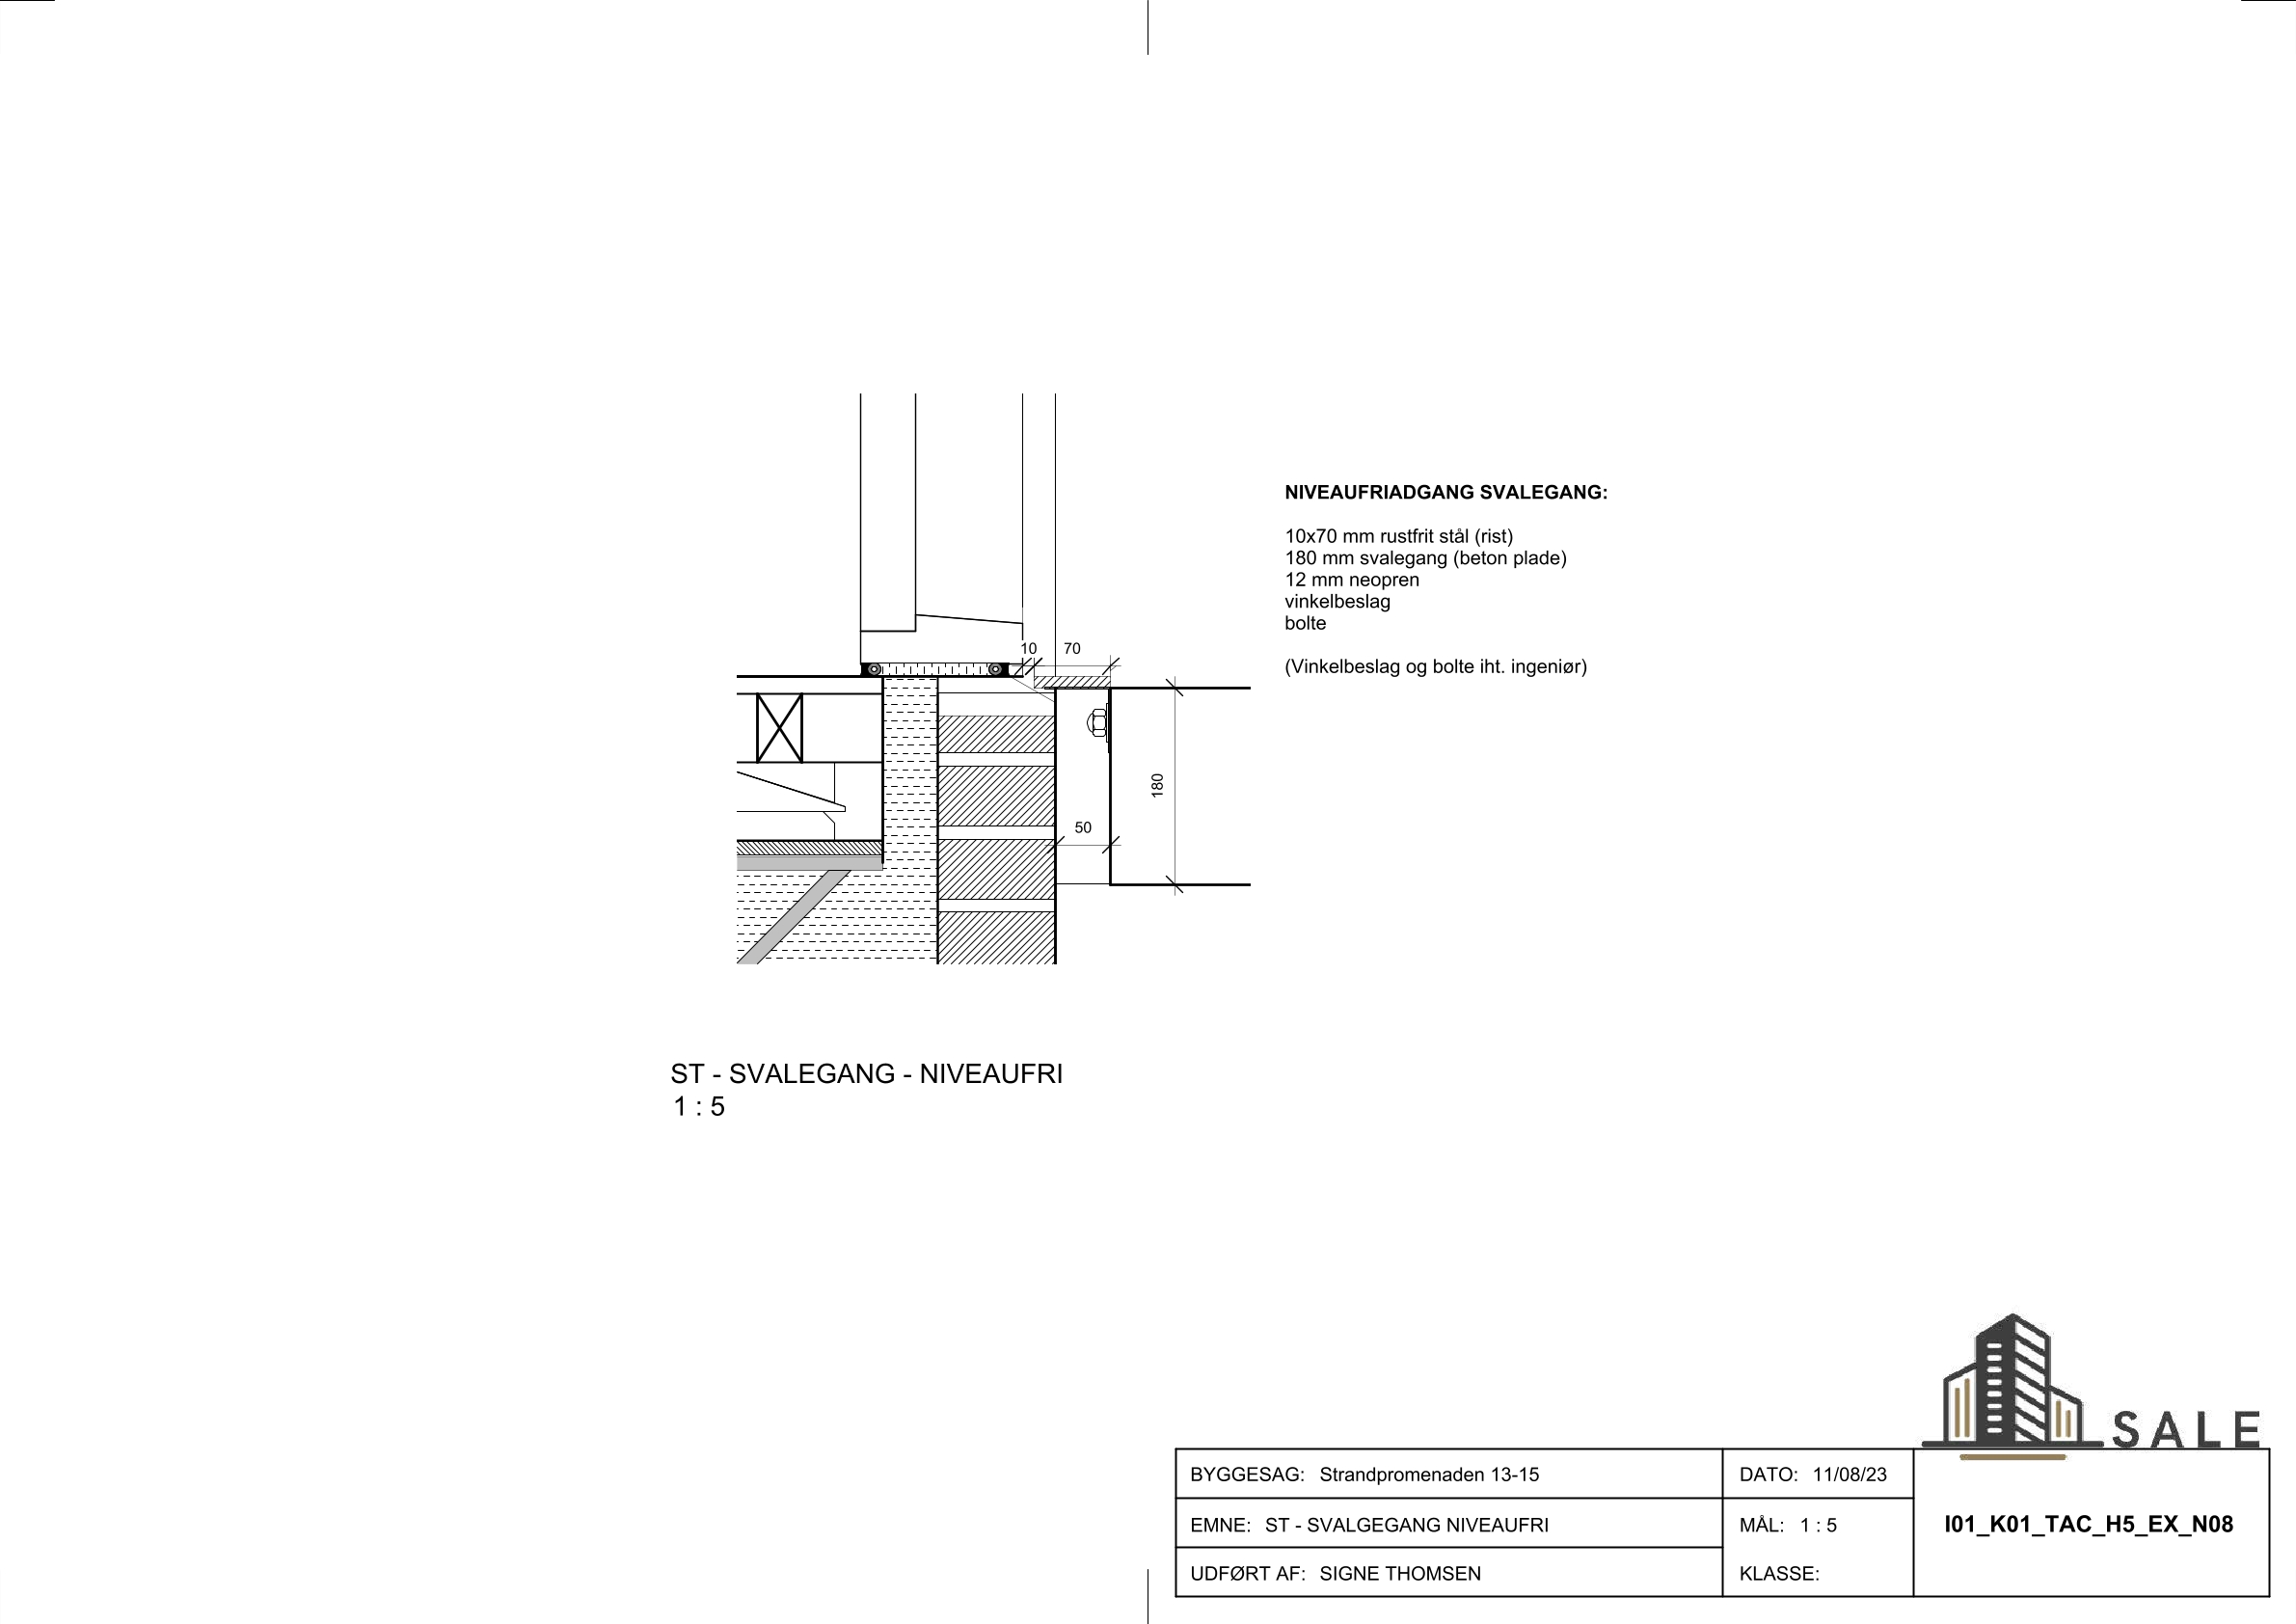 NIVEAUFRIADGANG SVALEGANG:
10x70 mm rustfrit stål (rist)
180 mm svalegang (beton plade)
12 mm neopren
vinkelbeslag
bolte
(Vinkelbeslag og bolte iht. ingeniør)
10
70
180
50
ST - SVALEGANG - NIVEAUFRI
1 : 5
SALE
BYGGESAG: Strandpromenaden 13-15
DATO: 11/08/23
EMNE: ST - SVALGEGANG NIVEAUFRI
MÅL: 1 : 5
I01_K01_TAC_H5_EX_N08
UDFØRT AF: SIGNE THOMSEN
KLASSE: